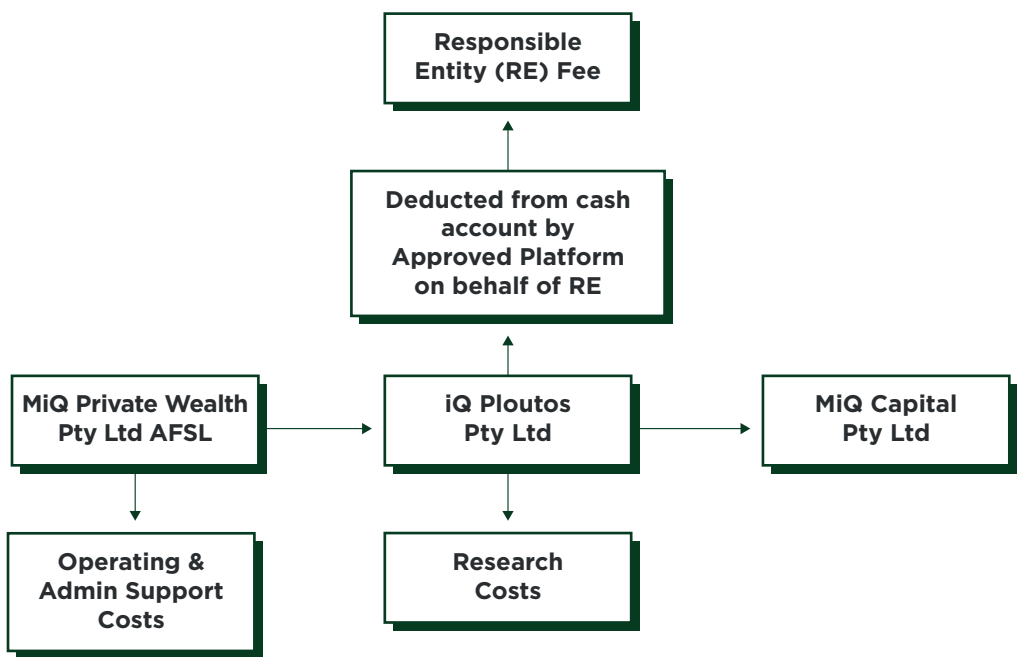 Responsible
Entity (RE) Fee
Deducted from cash
account by
Approved Platform
on behalf of RE
MiQ Private Wealth
Pty Ltd AFSL
iQ Ploutos
Pty Ltd
MiQ Capital
Pty Ltd
Operating &
Admin Support
Costs
Research
Costs